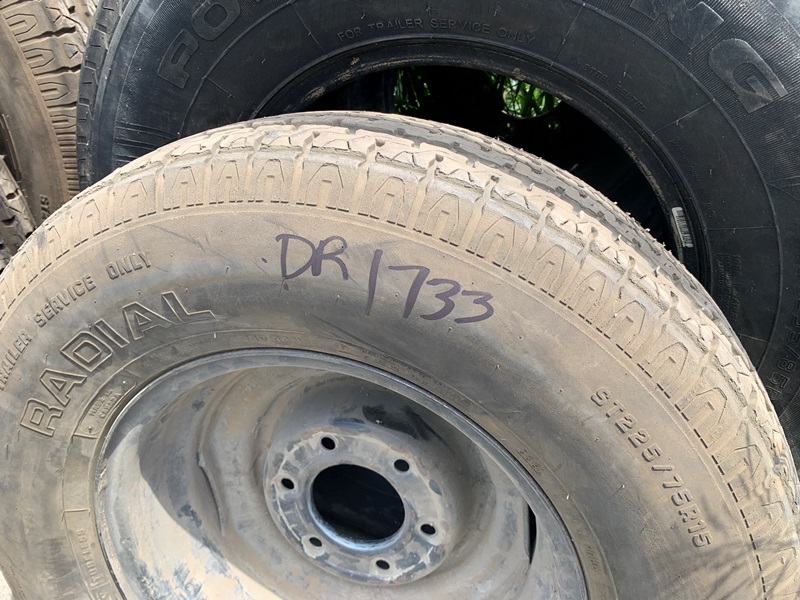 FOR TRAILER SERVICE ONLY
DR 1733
TRAILER SERVICE ONLY
RADIAL
ST225/75R15